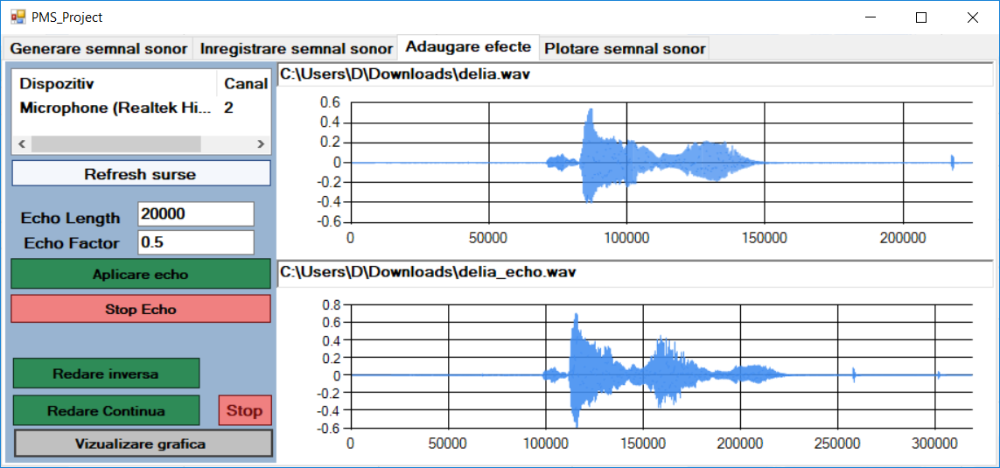 PMS_Project
Generare semnal sonor Inregistrare semnal sonor Adaugare efecte Plotare semnal sonor
Dispozitiv Canal
Microphone (Realtek Hi... 2
Refresh surse
Echo Length 20000
Echo Factor 0.5
Aplicare echo
Stop Echo
Redare inversa
Redare Continua Stop
Vizualizare grafica
C:\Users\D\Downloads\delia.wav
0.6
0.4
0.2
0
-0.2
-0.4
-0.6
0 50000 100000 150000 200000
C:\Users\D\Downloads\delia_echo.wav
0.8
0.6
0.4
0.2
0
-0.2
-0.4
-0.6
0 50000 100000 150000 200000 250000 300000